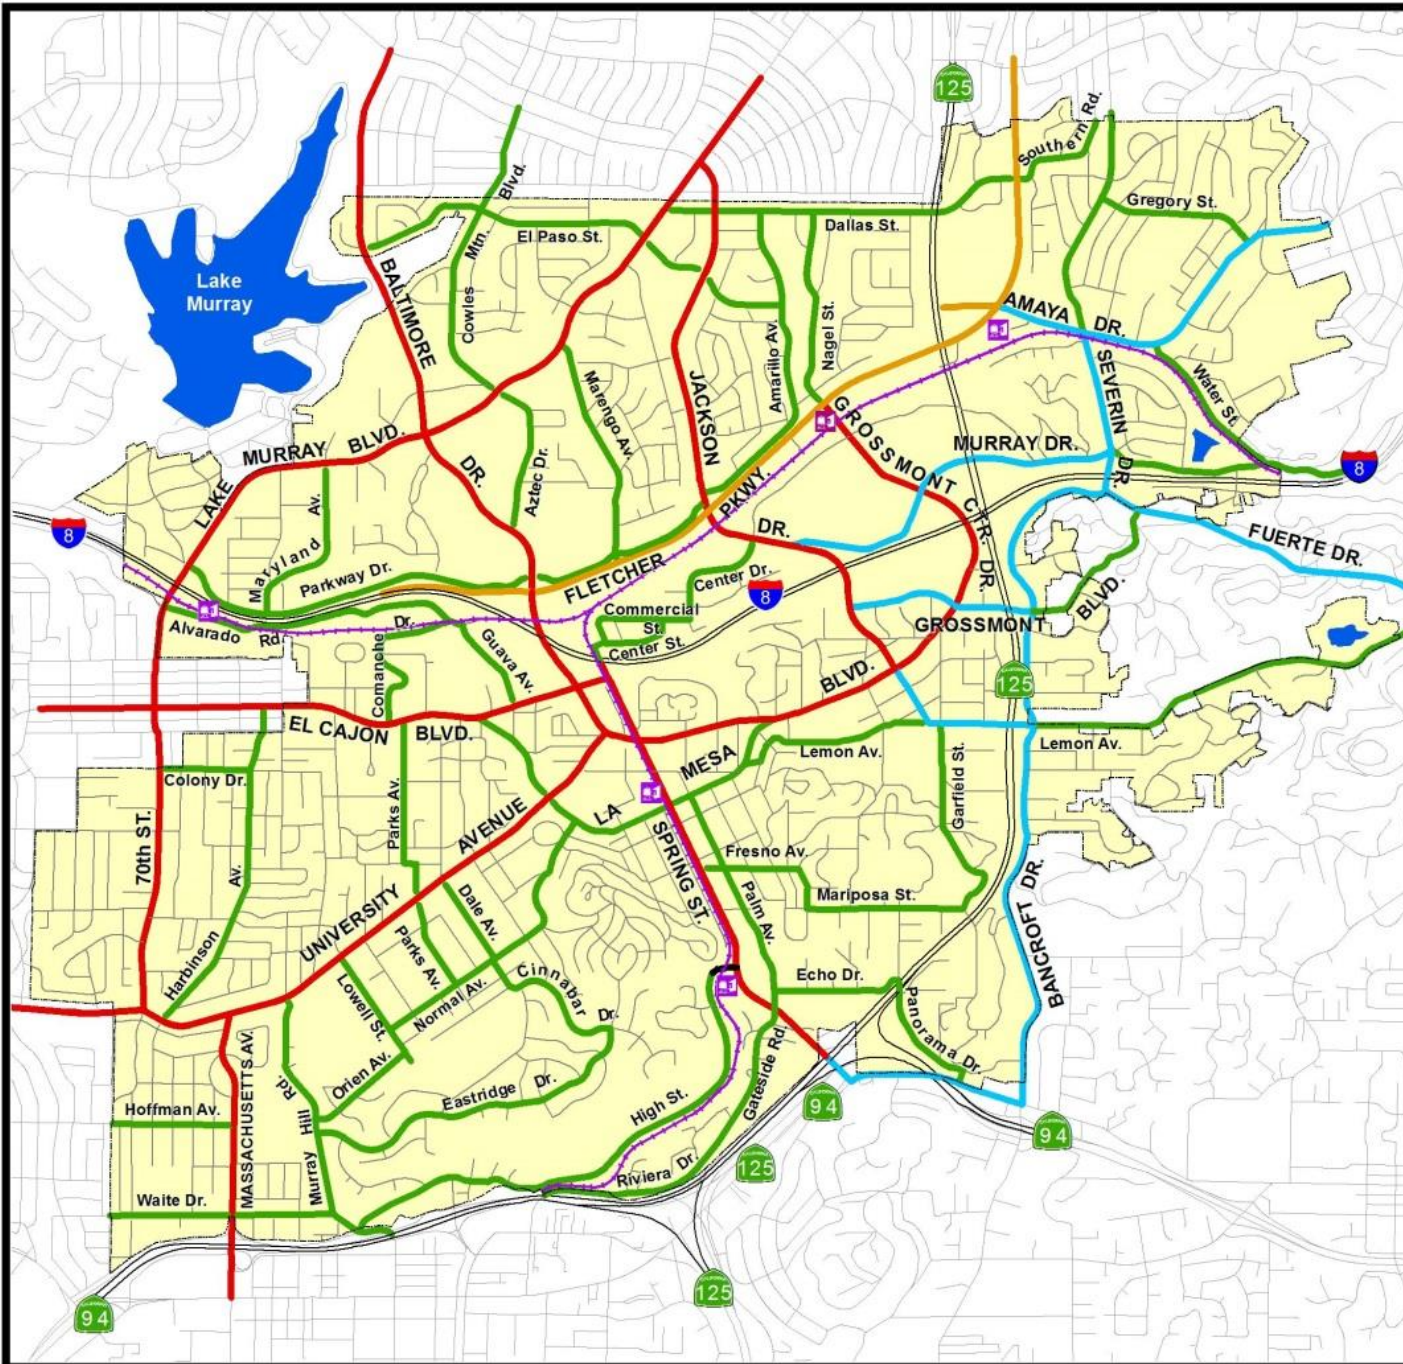 125
Southern Rd.
Gregory St.
Cowles Mtn. Blvd.
El Paso St.
Dallas St.
Lake
Murray
BALTIMORE DR.
AMAYA DR.
Nagel St.
Amarillo Av.
JACKSON DR.
Marengo Av.
SEVERIN DR.
Water St.
GROSSMONT CTR. DR.
MURRAY DR.
LAKE MURRAY BLVD.
8
Aztec Dr.
FLETCHER PKWY.
8
Maryland Av.
Parkway Dr.
FUERTE DR.
Center Dr.
8
Commercial
St.
Center St.
Alvarado Rd.
Dr.
GROSSMONT BLVD.
Comanche
Guava Av.
125
BLVD.
EL CAJON BLVD.
Lemon Av.
Lemon Av.
LA MESA
Garfield St.
Colony Dr.
70th ST.
Parks Av.
UNIVERSITY AVENUE
SPRING ST.
Fresno Av.
Mariposa St.
Palm Av.
BANCROFT DR.
Harbinson Av.
Dale Av.
Parks Av.
Lowell St.
Normal Av.
Cinnabar Dr.
Echo Dr.
Panorama Dr.
Orien Av.
Eastridge Dr.
High St.
Gateside Rd.
94
94
Hoffman Av.
MASSACHUSETTS AV.
Murray Hill Rd.
Waite Dr.
Riviera Dr.
125
125
94